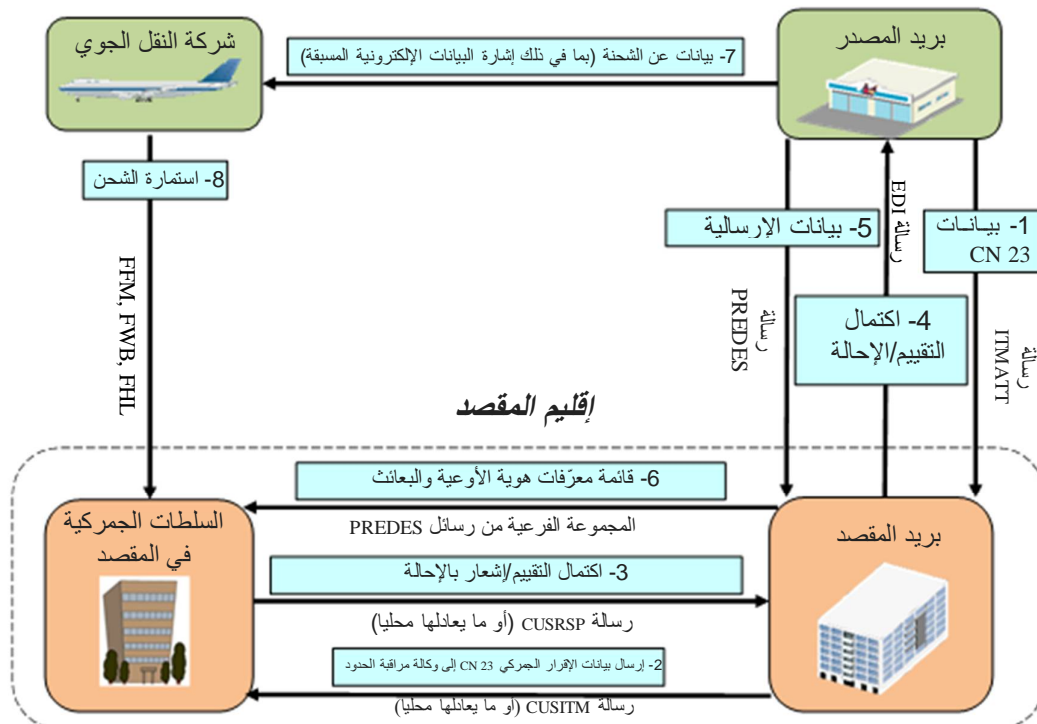 بريد المصدر
شركة النقل الجوي
7- بيانات عن الشحنة (بما في ذلك إشارة البيانات الإلكترونية المسبقة)
8- استمارة الشحن
FFM, FWB, FHL
5- بيانات الإرسالية
رسالة
PREDES
رسالة EDI
4- اكتمال
التقييم/الإحالة
1- بيـانـات
CN 23
رسالة
ITMATT
إقليم المقصد
السلطات الجمركية
في المقصد
بريد المقصد
6- قائمة معرّفات هوية الأوعية والبعائث
المجموعة الفرعية من رسائل PREDES
3- اكتمال التقييم/إشعار بالإحالة
رسالة CUSRSP (أو ما يعادلها محليا)
2- إرسال بيانات الإقرار الجمركي CN 23 إلى وكالة مراقبة الحدود
رسالة CUSITM (أو ما يعادلها محليا)